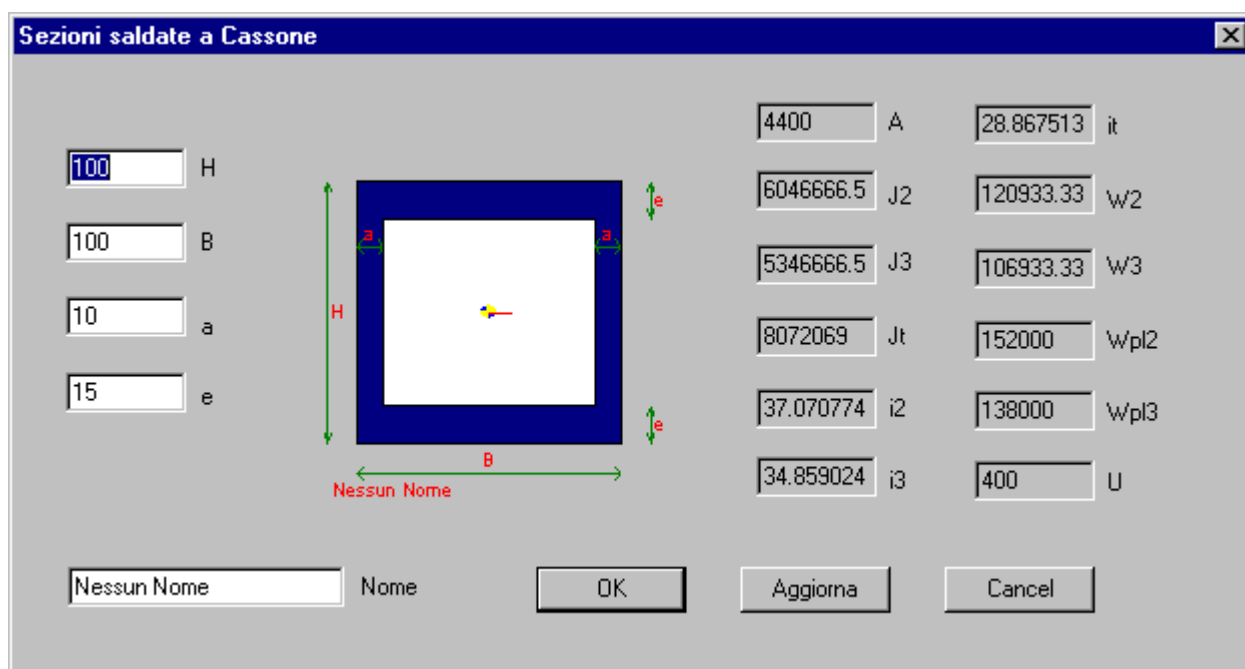 Sezioni saldate a Cassone
100 H
100 B
10 a
15 e
a a
e
H
e
B
Nessun Nome
4400 A 28.867513 it
6046666.5 J2 120933.33 W2
5346666.5 J3 106933.33 W3
8072069 Jt 152000 Wpl2
37.070774 i2 138000 Wpl3
34.859024 i3 400 U
Nessun Nome Nome OK Aggiorna Cancel